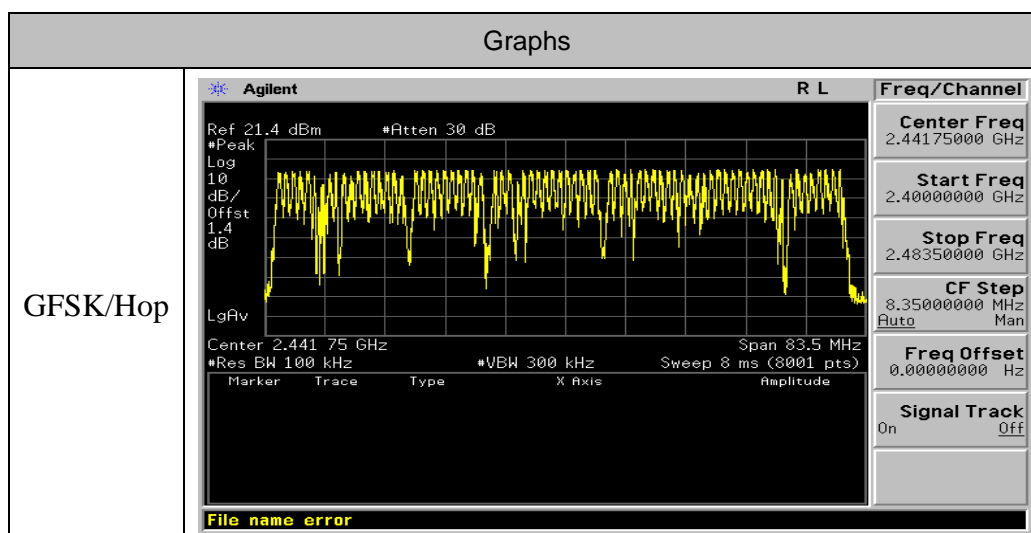 Graphs
GFSK/Hop
Agilent
R L
Ref 21.4 dBm
#Atten 30 dB
#Peak
Log
10
dB/
Offst
1.4
dB
LgAv
Center 2.441 75 GHz
Span 83.5 MHz
#Res BW 100 kHz
#VBW 300 kHz
Sweep 8 ms (8001 pts)
Marker Trace Type X Axis Amplitude
File name error
Freq/Channel
Center Freq
2.44175000 GHz
Start Freq
2.40000000 GHz
Stop Freq
2.48350000 GHz
CF Step
8.35000000 MHz
Auto Man
Freq Offset
0.00000000 Hz
Signal Track
On Off